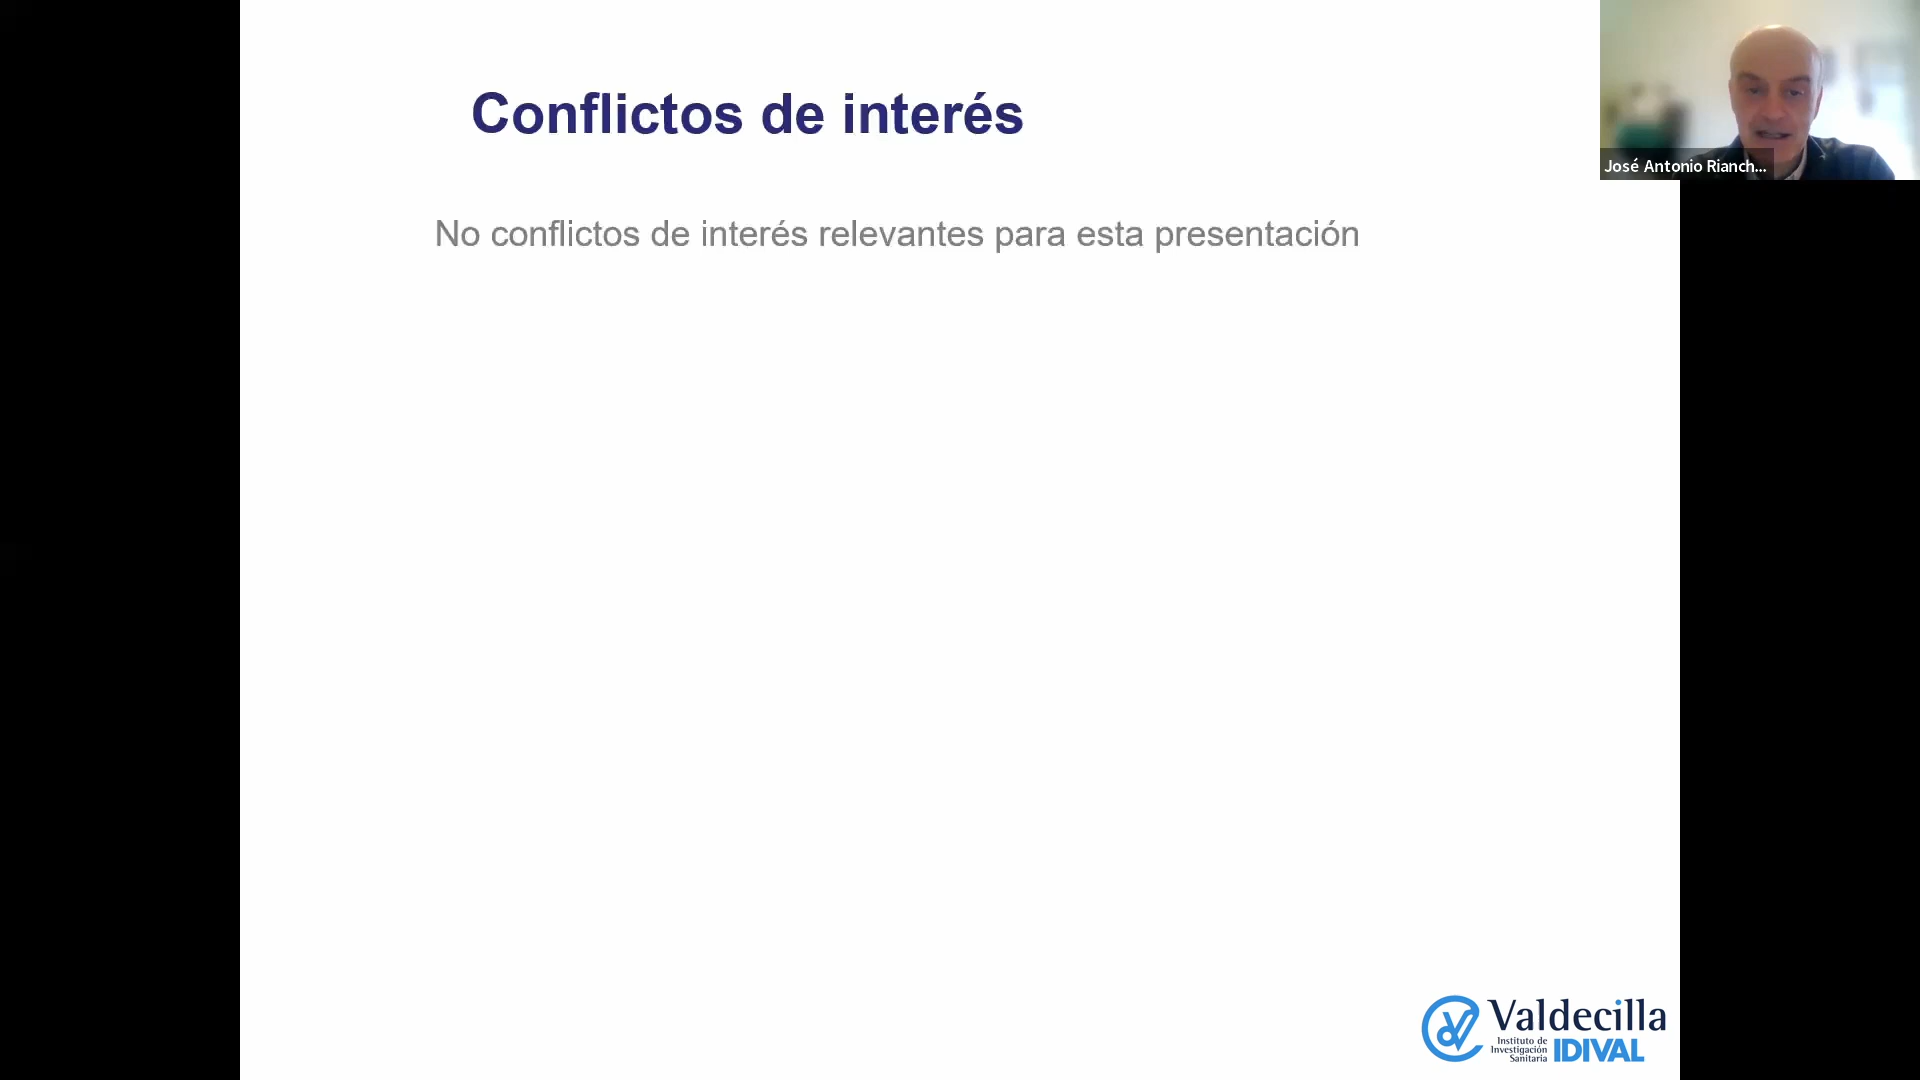 Conflictos de interés
José Antonio Rianch...
No conflictos de interés relevantes para esta presentación
Valdecilla
Instituto de
Investigación
Sanitaria
IDIVAL